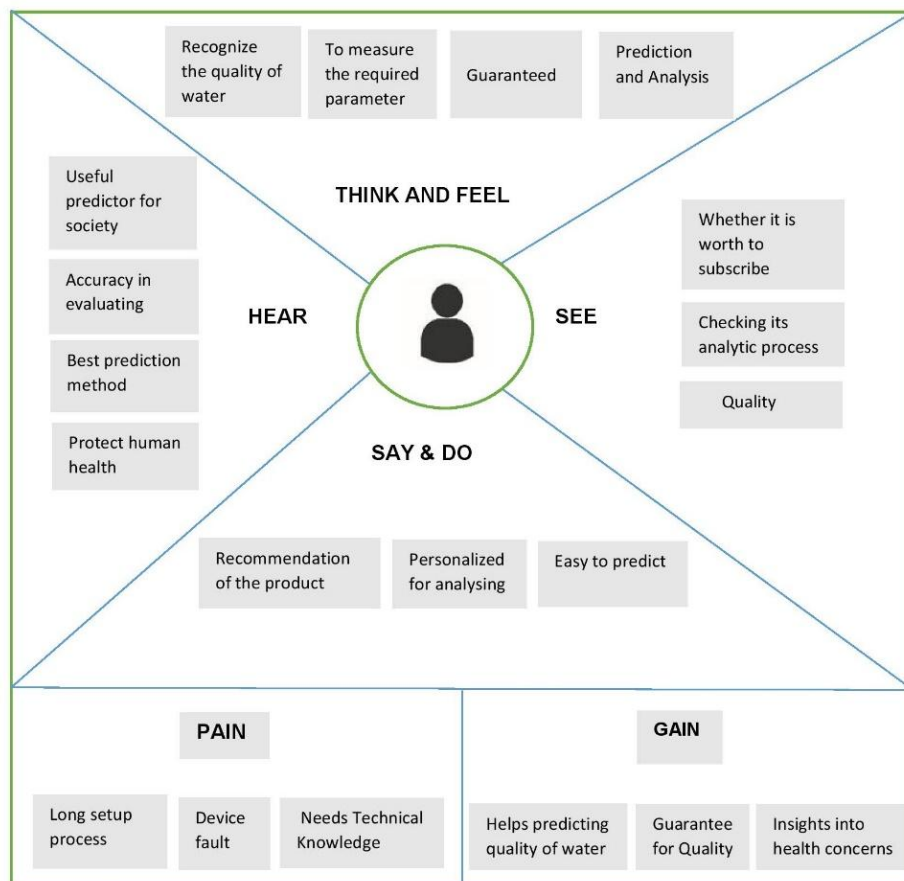 Recognize
the quality of
water
To measure
the required
parameter
Guaranteed
Prediction
and Analysis
THINK AND FEEL
Useful
predictor for
society
Accuracy in
evaluating
Best prediction
method
Protect human
health
HEAR
SEE
Whether it is
worth to
subscribe
Checking its
analytic process
Quality
SAY & DO
Recommendation
of the product
Personalized
for analysing
Easy to predict
PAIN
Long setup
process
Device
fault
Needs Technical
Knowledge
GAIN
Helps predicting
quality of water
Guarantee
for Quality
Insights into
health concerns